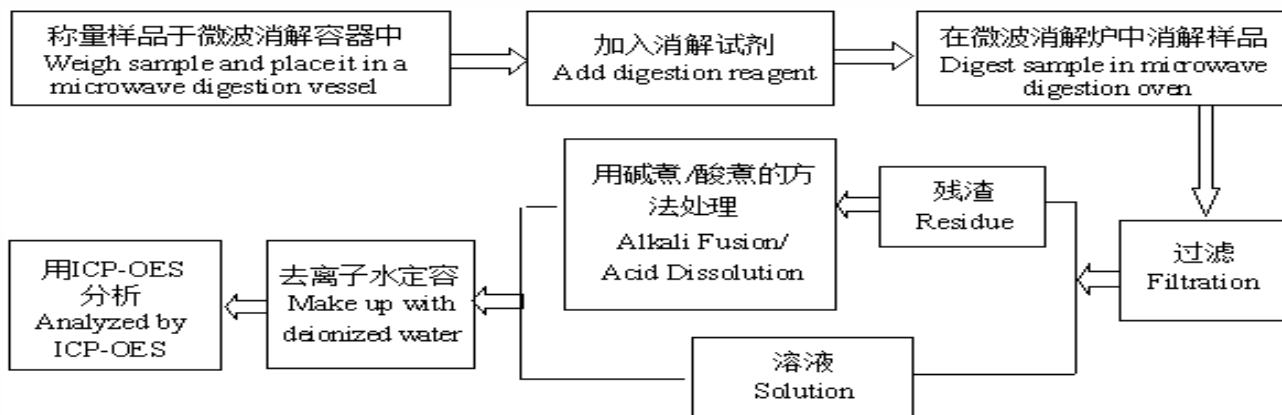 称量样品于微波消解容器中
Weigh sample and place it in a
microwave digestion vessel
加入消解试剂
Add digestion reagent
在微波消解炉中消解样品
Digest sample in microwave
digestion oven
过滤
Filtration
残渣
Residue
用碱煮/酸煮的方
法处理
Alkali Fusion/
Acid Dissolution
溶液
Solution
去离子水定容
Make up with
deionized water
用ICP-OES
分析
Analyzed by
ICP-OES